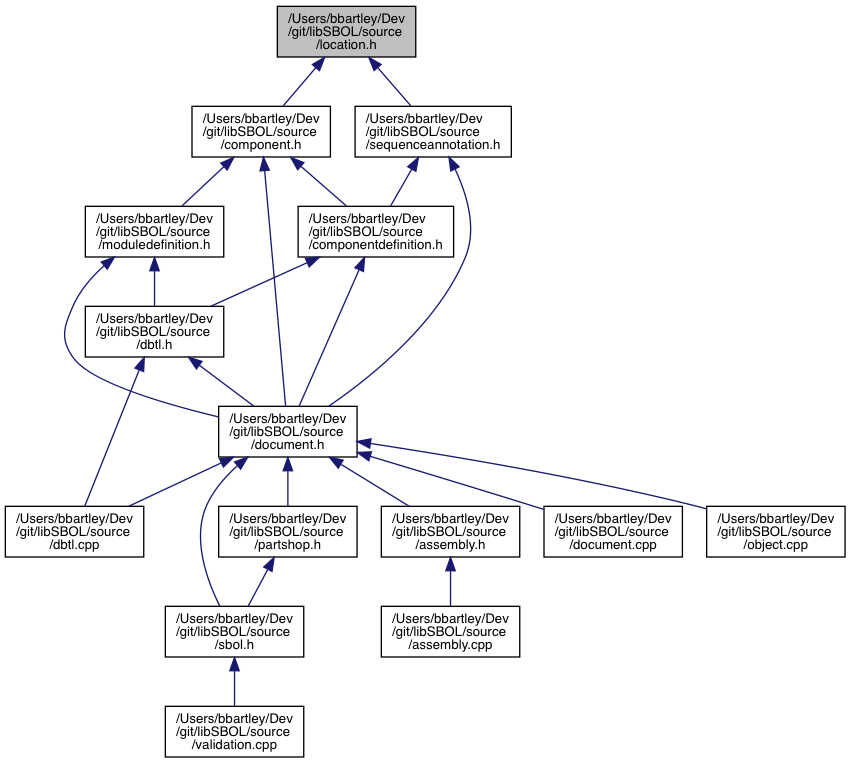 /Users/bbartley/Dev
/git/libSBOL/source
/location.h
/Users/bbartley/Dev
/git/libSBOL/source
/component.h
/Users/bbartley/Dev
/git/libSBOL/source
/sequenceannotation.h
/Users/bbartley/Dev
/git/libSBOL/source
/moduledefinition.h
/Users/bbartley/Dev
/git/libSBOL/source
/componentdefinition.h
/Users/bbartley/Dev
/git/libSBOL/source
/dbtl.h
/Users/bbartley/Dev
/git/libSBOL/source
/document.h
/Users/bbartley/Dev
/git/libSBOL/source
/dbtl.cpp
/Users/bbartley/Dev
/git/libSBOL/source
/partshop.h
/Users/bbartley/Dev
/git/libSBOL/source
/assembly.h
/Users/bbartley/Dev
/git/libSBOL/source
/document.cpp
/Users/bbartley/Dev
/git/libSBOL/source
/object.cpp
/Users/bbartley/Dev
/git/libSBOL/source
/sbol.h
/Users/bbartley/Dev
/git/libSBOL/source
/assembly.cpp
/Users/bbartley/Dev
/git/libSBOL/source
/validation.cpp